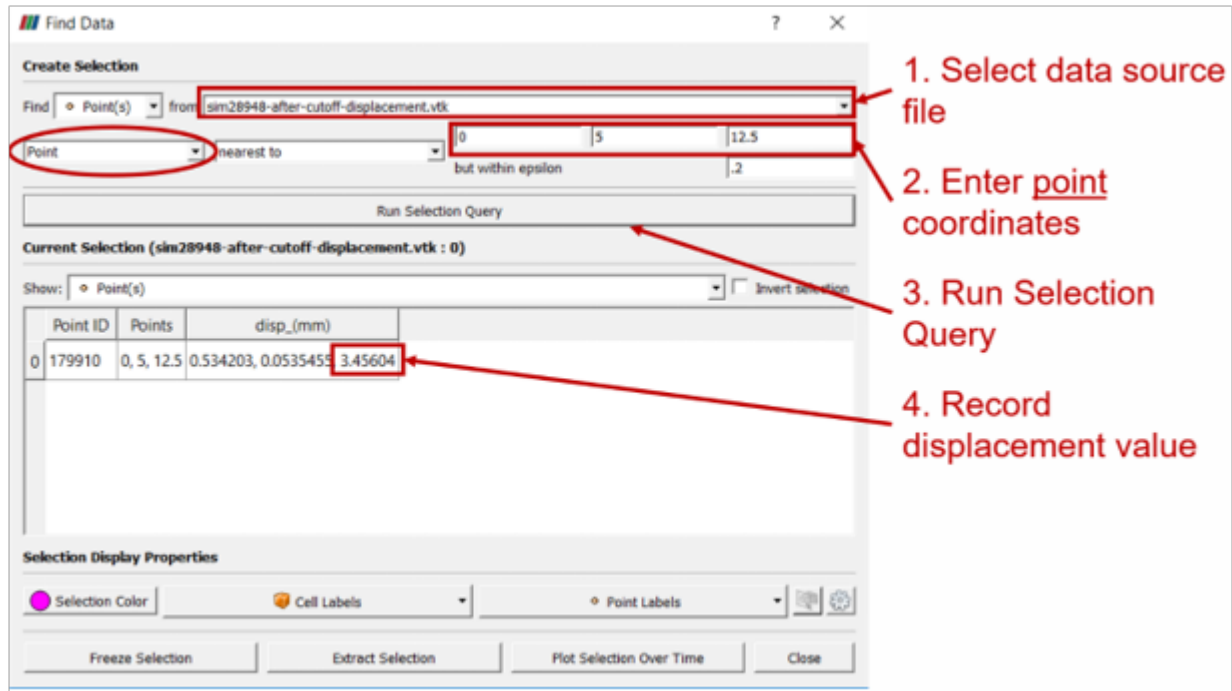 Find Data
?
Create Selection
Find Point(s) from sim28948-after-cutoff-displacement.vtk
Point nearest to 0 5 12.5
but within epsilon .2
Run Selection Query
Current Selection (sim28948-after-cutoff-displacement.vtk : 0)
Show: Point(s) Invert selection
Point ID Points disp_(mm)
0 179910 0, 5, 12.5 0.534203, 0.0535455 3.45604
Selection Display Properties
Selection Color Cell Labels Point Labels
Freeze Selection Extract Selection Plot Selection Over Time Close
1. Select data source
file
2. Enter point
coordinates
3. Run Selection
Query
4. Record
displacement value